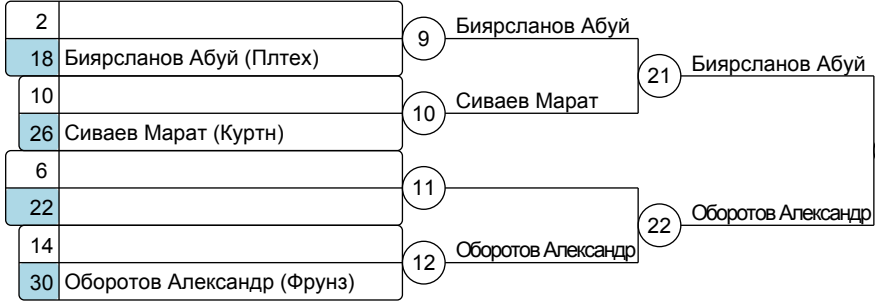 2
18 Биярсланов Абуй (Плтех)
9
Биярсланов Абуй
10
26 Сиваев Марат (Куртн)
10
Сиваев Марат
21
Биярсланов Абуй
6
22
11
14
30 Оборотов Александр (Фрунз)
12
Оборотов Александр
22
Оборотов Александр